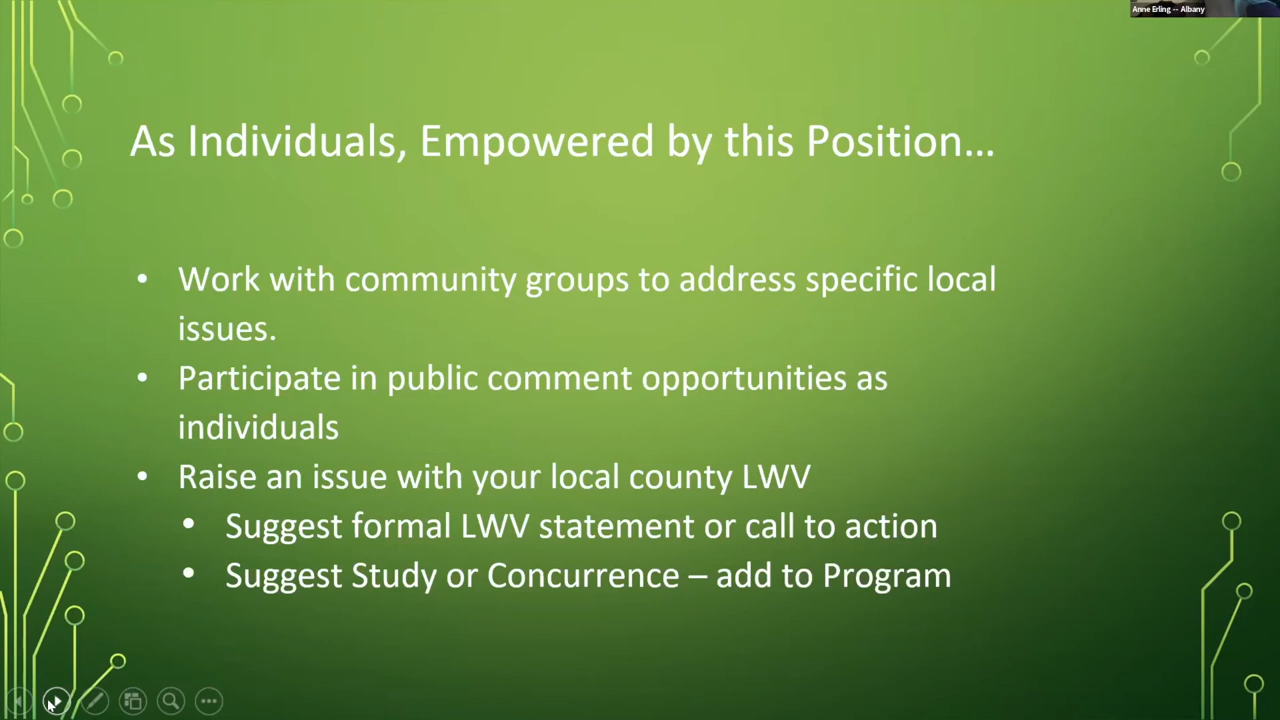 Anne Erling -- Albany
As Individuals, Empowered by this Position...
• Work with community groups to address specific local
issues.
• Participate in public comment opportunities as
individuals
• Raise an issue with your local county LWV
• Suggest formal LWV statement or call to action
• Suggest Study or Concurrence – add to Program